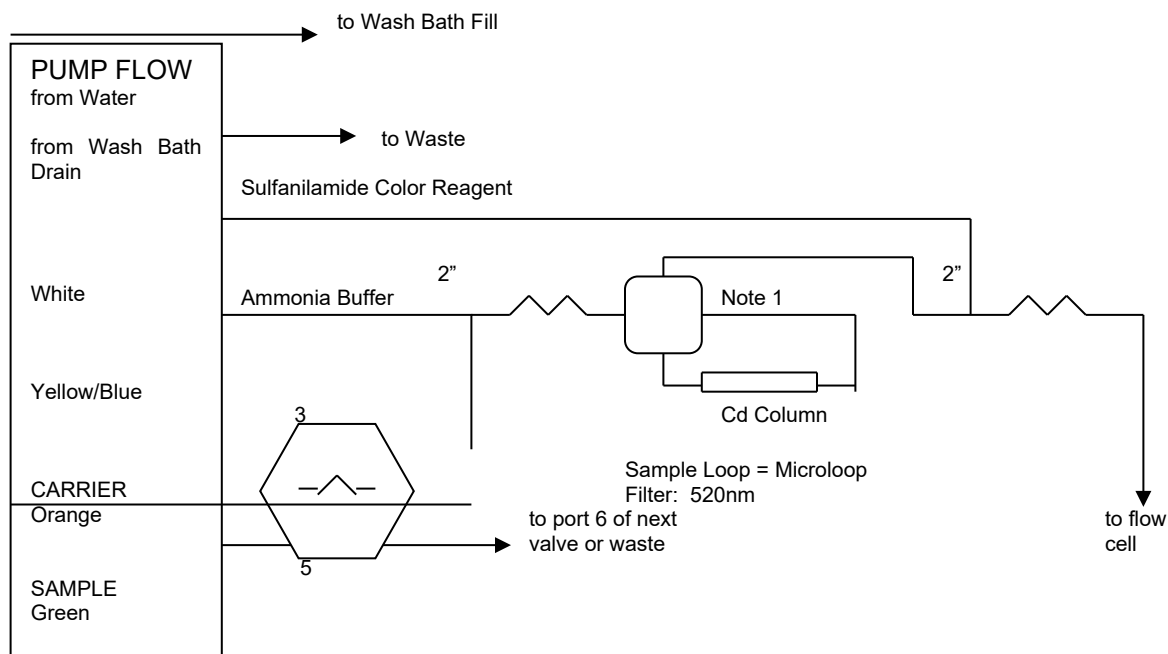 to Wash Bath Fill
PUMP FLOW
from Water
from Wash Bath
Drain
to Waste
Sulfanilamide Color Reagent
2”
2”
White
Ammonia Buffer
Note 1
Yellow/Blue
Cd Column
3
Sample Loop = Microloop
Filter: 520nm
CARRIER
Orange
to port 6 of next
valve or waste
to flow
cell
5
SAMPLE
Green